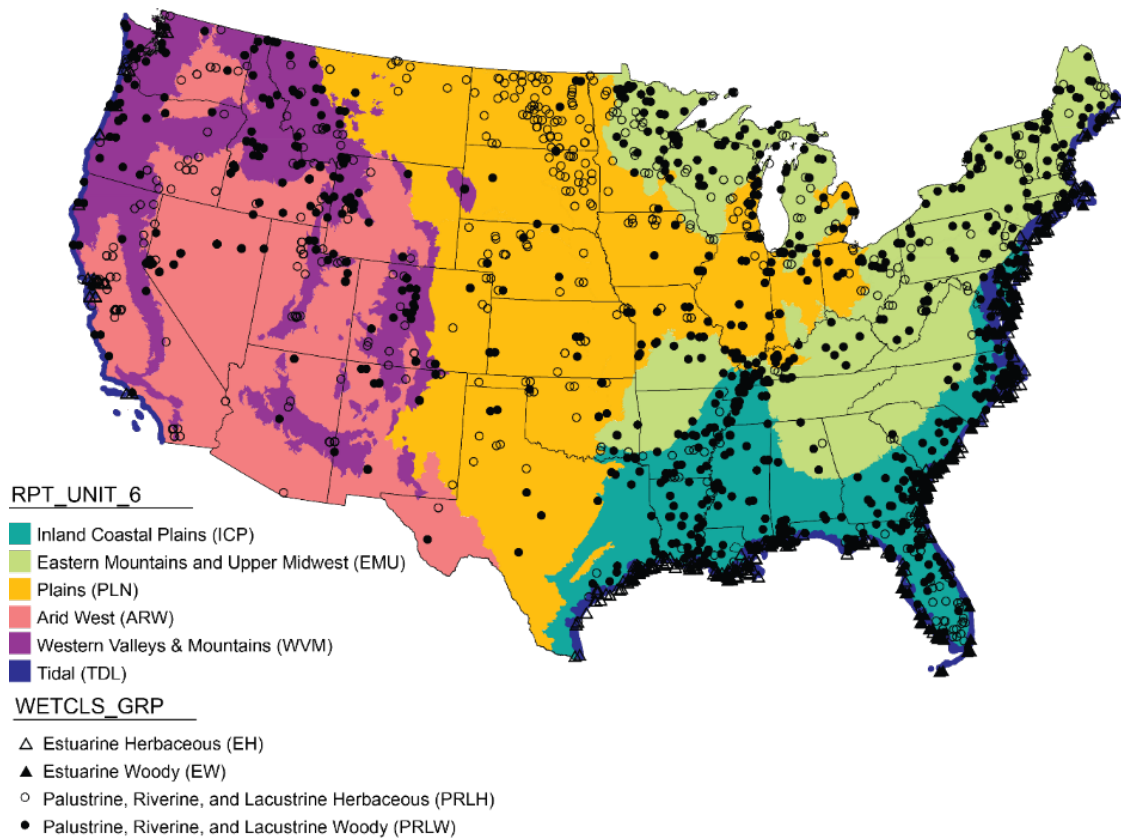 RPT_UNIT_6
Inland Coastal Plains (ICP)
Eastern Mountains and Upper Midwest (EMU)
Plains (PLN)
Arid West (ARW)
Western Valleys & Mountains (WVM)
Tidal (TDL)
WETCLS_GRP
Estuarine Herbaceous (EH)
Estuarine Woody (EW)
Palustrine, Riverine, and Lacustrine Herbaceous (PRLH)
Palustrine, Riverine, and Lacustrine Woody (PRLW)